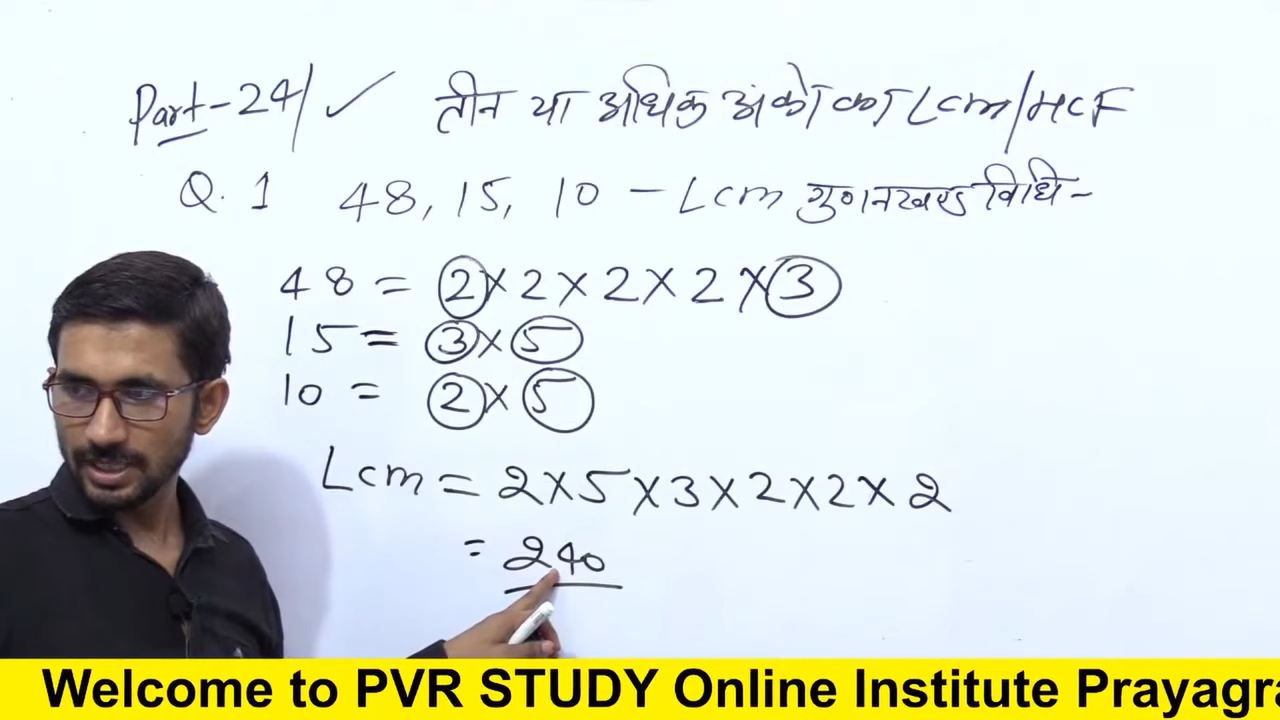 Part-24/ ✓ तीन या अधिक अंको का Lcm/HCF
Q. 1 48, 15, 10 - Lcm गुणनखण्ड विधि -
48 = 2×2×2×2×3
15 = 3×5
10 = 2×5
Lcm = 2×5×3×2×2×2
= 240
Welcome to PVR STUDY Online Institute Prayagra